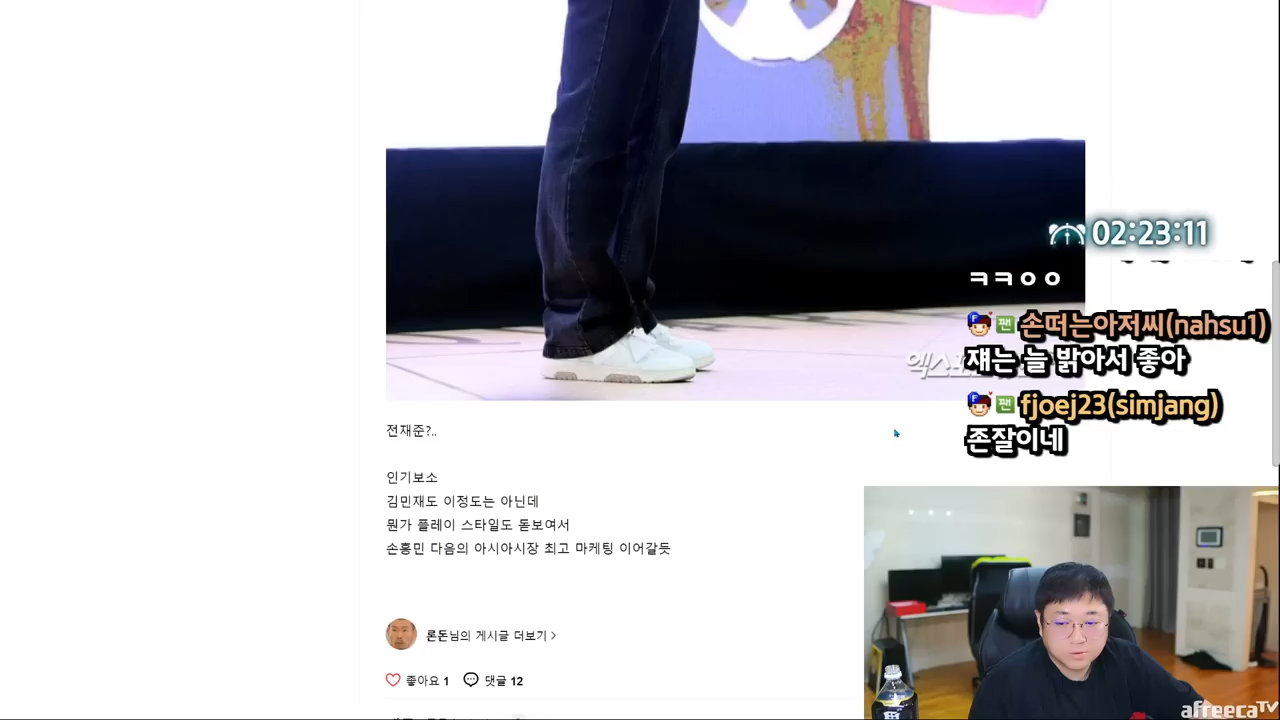 02:23:11
ㅋㅋㅇㅇ
손떠는아저씨(nahsu1)
쟤는 늘 밝아서 좋아
fjoej23(simjang)
존잘이네
엑스포
전재준?..
인기보소
김민재도 이정도는 아닌데
뭔가 플레이 스타일도 돋보여서
손흥민 다음의 아시아시장 최고 마케팅 이어갈듯
론돈님의 게시글 더보기 >
좋아요 1 댓글 12
afreecaTV